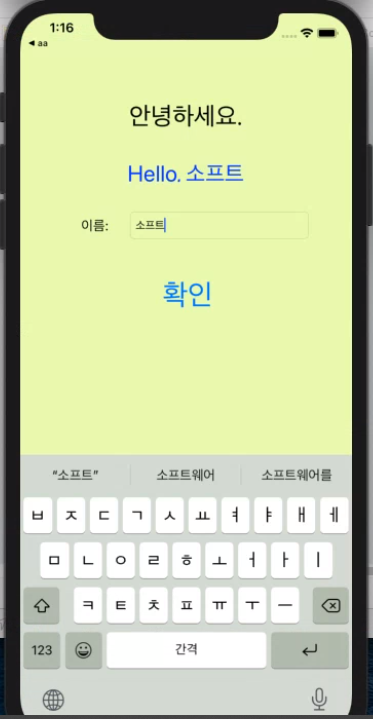 1:16
◀ aa
안녕하세요.
Hello. 소프트
이름: 소프트
확인
“소프트” 소프트웨어 소프트웨어를
ㅂ ㅈ ㄷ ㄱ ㅅ ㅛ ㅕ ㅑ ㅐ ㅔ
ㅁ ㄴ ㅇ ㄹ ㅎ ㅗ ㅓ ㅏ ㅣ
ㅋ ㅌ ㅊ ㅍ ㅠ ㅜ ㅡ
123 간격